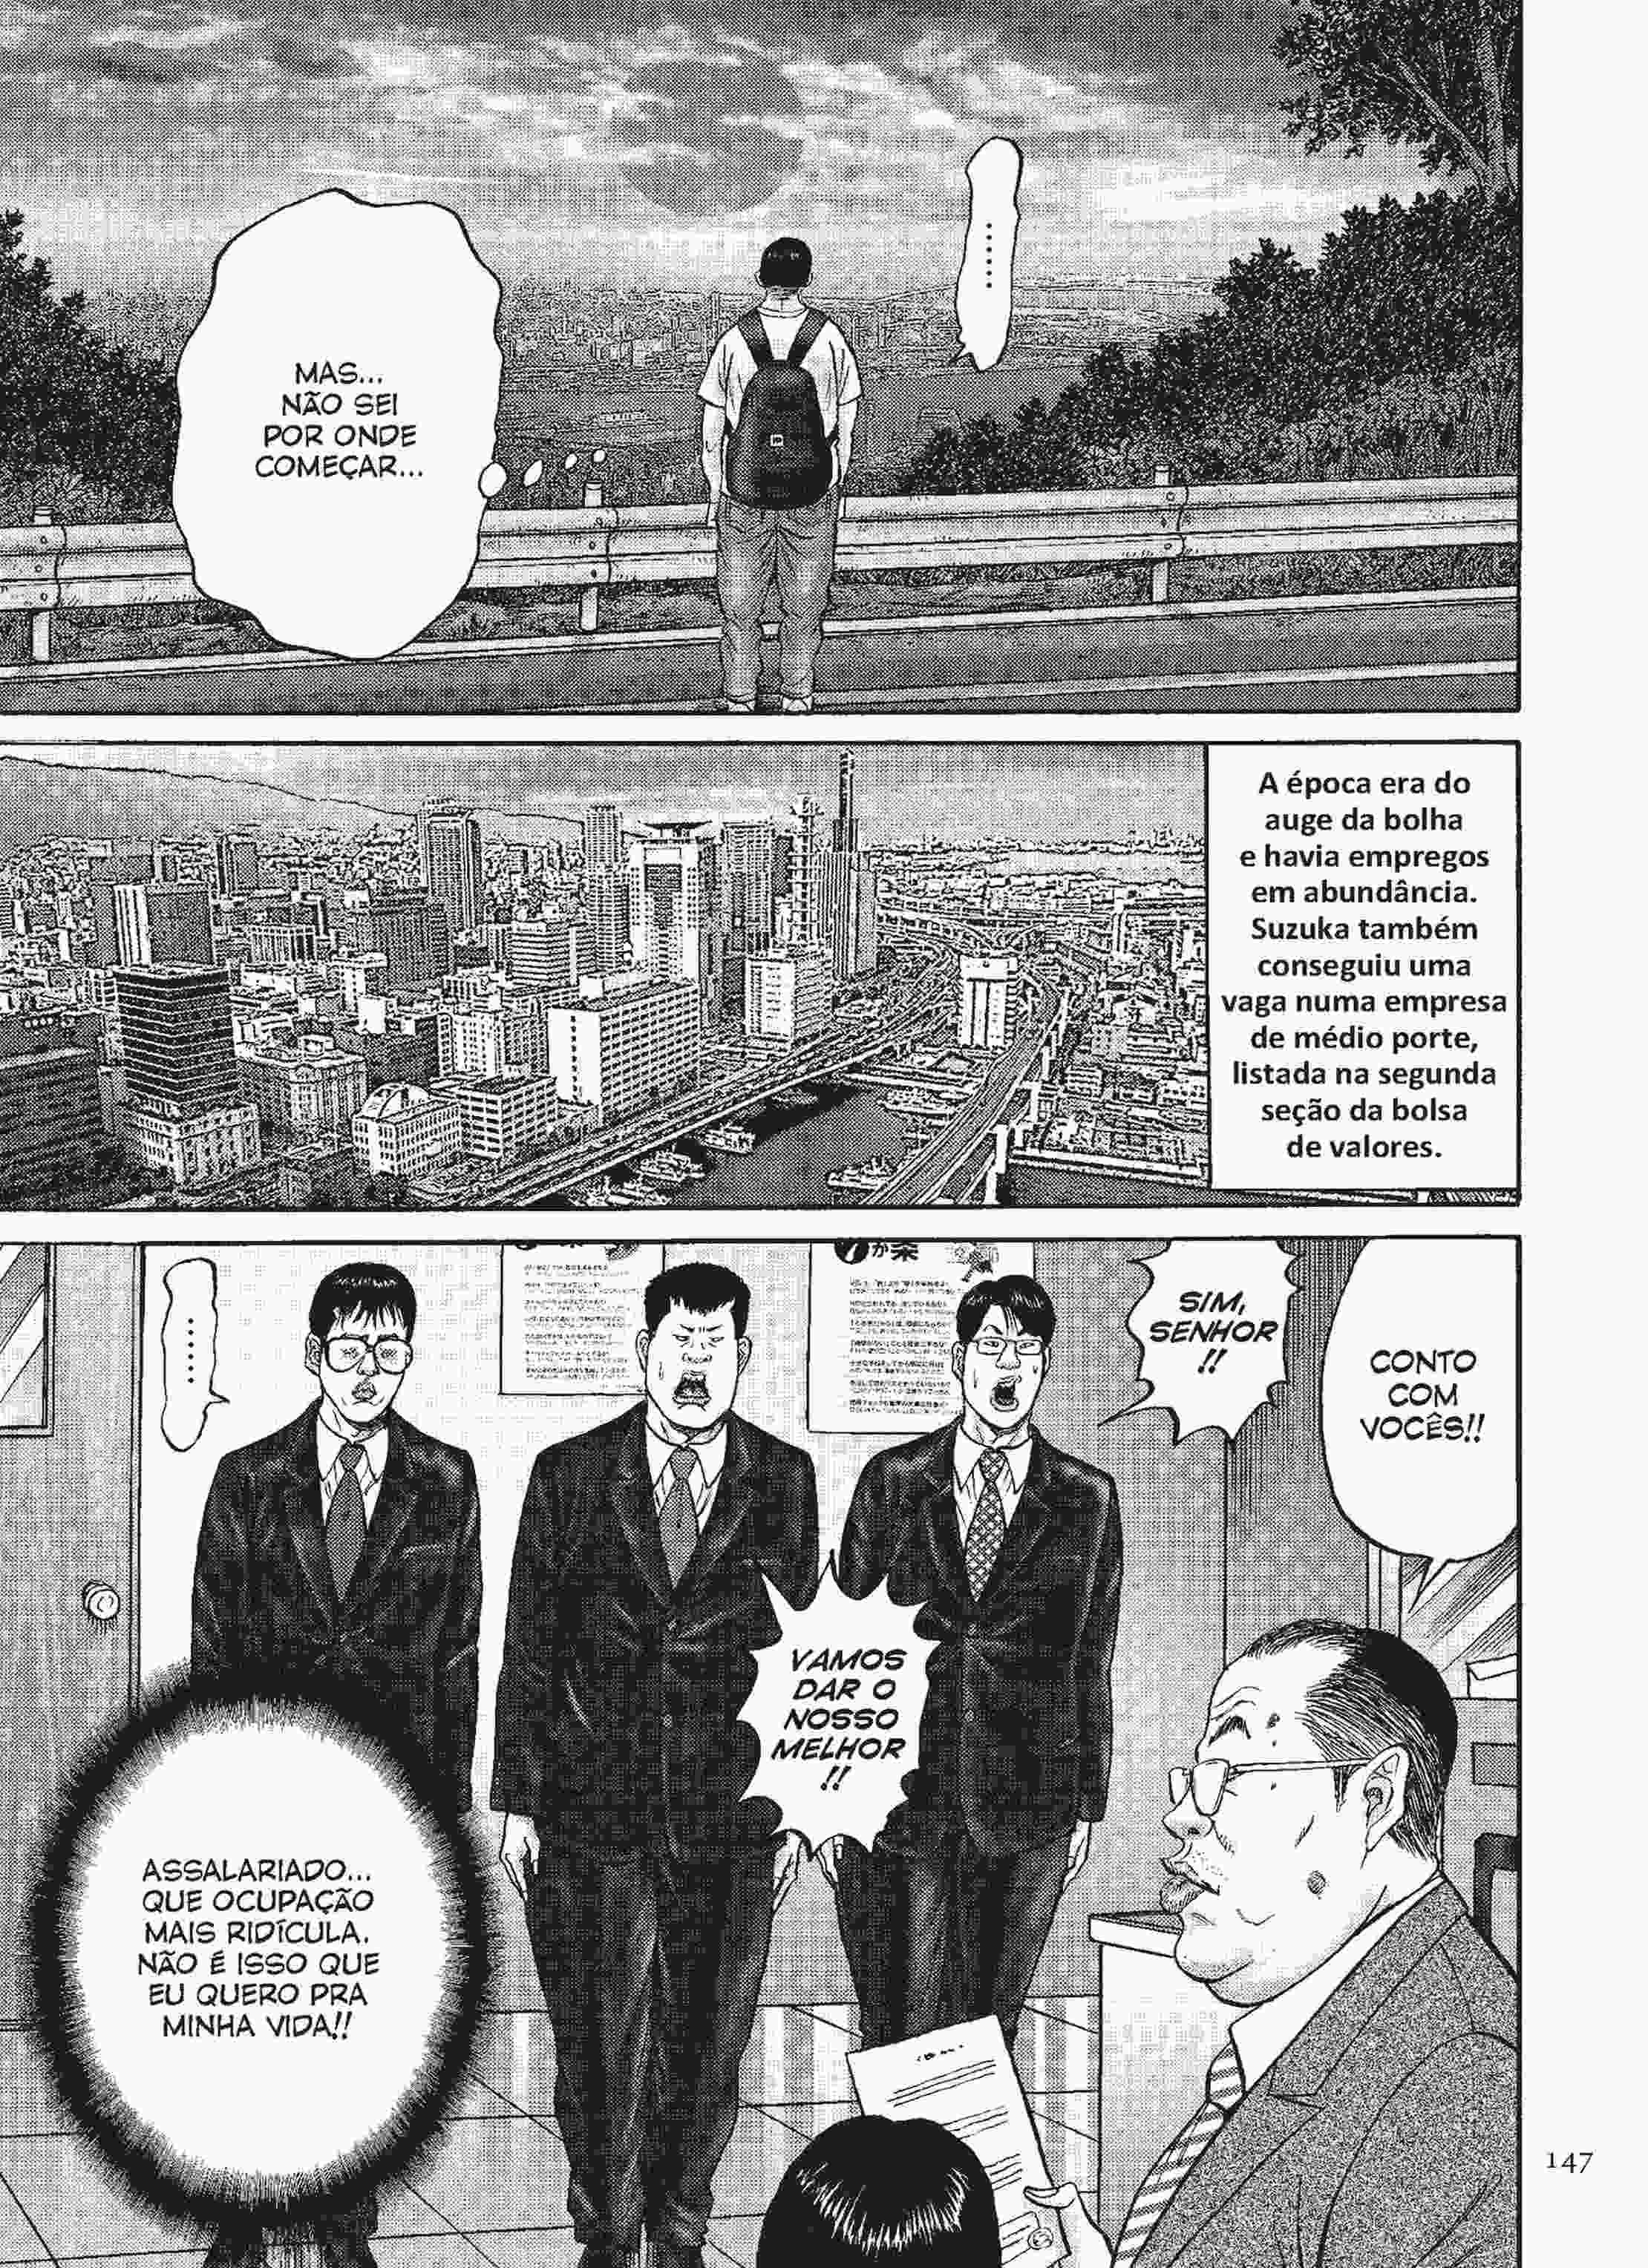 ......
MAS...
NÃO SEI
POR ONDE
COMEÇAR...
A época era do
auge da bolha
e havia empregos
em abundância.
Suzuka também
conseguiu uma
vaga numa empresa
de médio porte,
listada na segunda
seção da bolsa
de valores.
CONTO
COM
VOCÊS!!
SIM,
SENHOR
!!
VAMOS
DAR O
NOSSO
MELHOR
!!
......
ASSALARIADO...
QUE OCUPAÇÃO
MAIS RIDÍCULA.
NÃO É ISSO QUE
EU QUERO PRA
MINHA VIDA!!
147